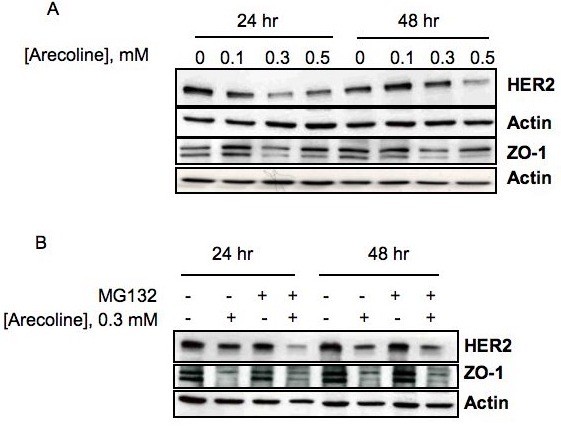 A
24 hr 48 hr
[Arecoline], mM 0 0.1 0.3 0.5 0 0.1 0.3 0.5
HER2
Actin
ZO-1
Actin
B
24 hr 48 hr
MG132 - - + + - - + +
[Arecoline], 0.3 mM - + - + - + - +
HER2
ZO-1
Actin